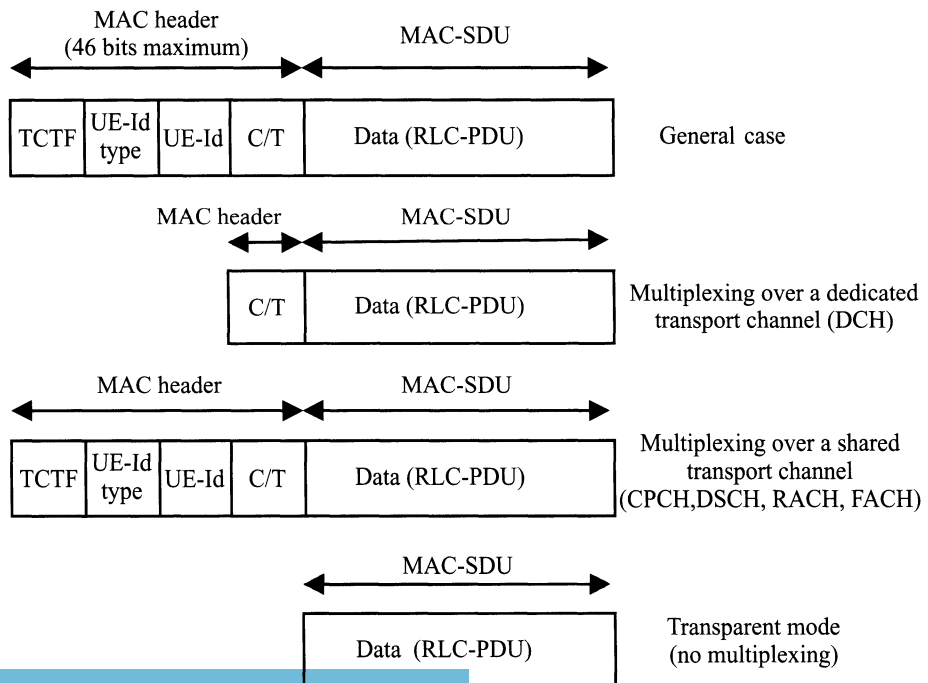 MAC header
(46 bits maximum)
MAC-SDU
TCTF
UE-Id
type
UE-Id
C/T
Data (RLC-PDU)
General case
MAC header
MAC-SDU
C/T
Data (RLC-PDU)
Multiplexing over a dedicated
transport channel (DCH)
MAC header
MAC-SDU
TCTF
UE-Id
type
UE-Id
C/T
Data (RLC-PDU)
Multiplexing over a shared
transport channel
(CPCH,DSCH, RACH, FACH)
MAC-SDU
Data (RLC-PDU)
Transparent mode
(no multiplexing)